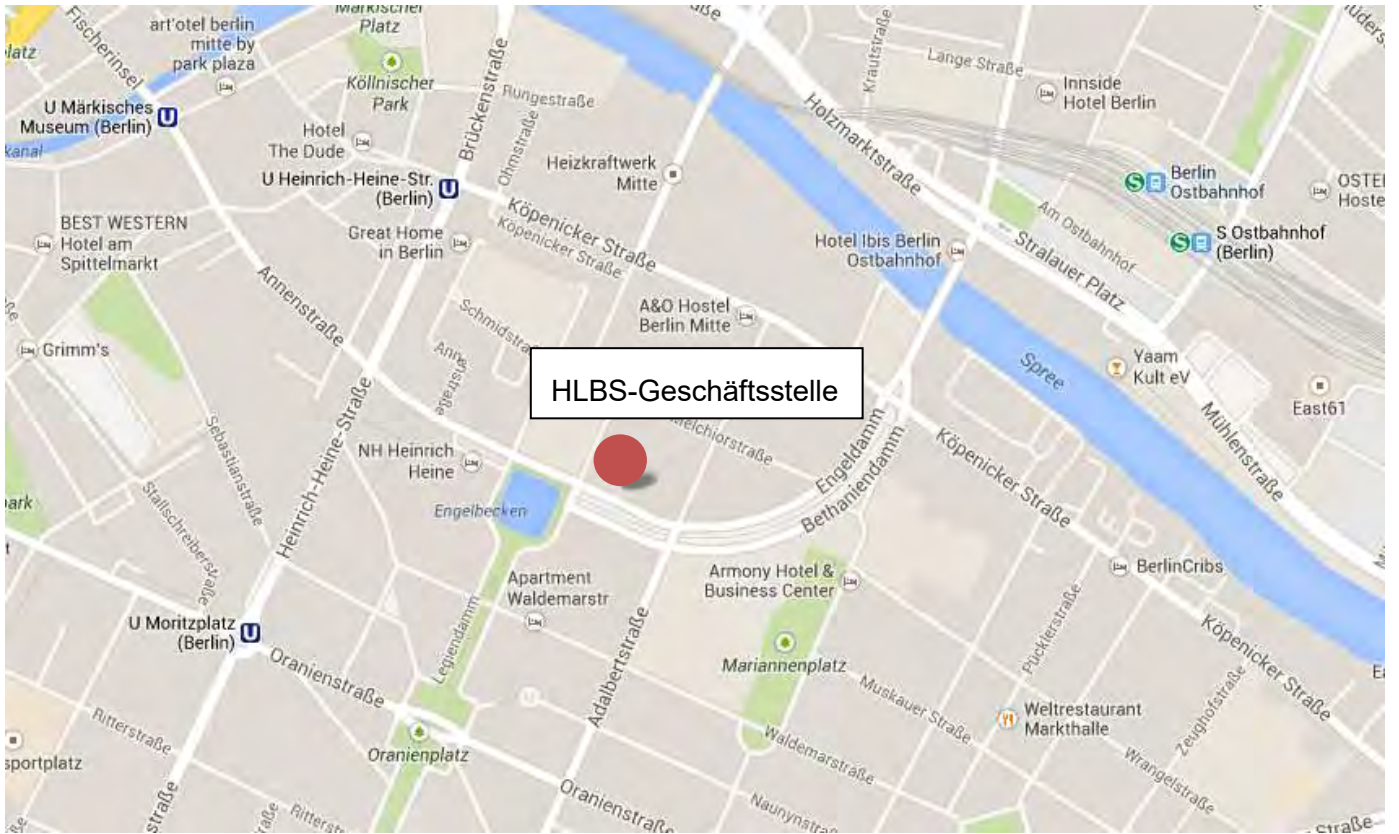 Fischerinsel
art'otel berlin
mitte by
park plaza
Märkischer
Platz
Köllnischer
Park
U Märkisches
Museum (Berlin)
U
Hotel
The Dude
Rungestraße
Brückenstraße
Ohmstraße
U Heinrich-Heine-Str.
(Berlin)
U
Heizkraftwerk
Mitte
Holzmarktstraße
Krautstraße
Lange Straße
Innside
Hotel Berlin
S
Berlin
Ostbahnhof
S
S Ostbahnhof
(Berlin)
Am Ostbahnhof
← Stralauer Platz
BEST WESTERN
Hotel am
Spittelmarkt
Great Home
in Berlin
Köpenicker Straße
Köpenicker Straße
Hotel Ibis Berlin
Ostbahnhof
Annenstraße
A&O Hostel
Berlin Mitte
Grimm's
HLBS-Geschäftsstelle
Spree
Yaam
Kult eV
East61
Mühlenstraße
Heinrich-Heine-Straße
Sebastianstraße
Stallschreiberstraße
NH Heinrich
Heine
Engelbecken
Engeldamm
Bethaniendamm
Köpenicker Straße
Apartment
Waldemarstr
Armony Hotel &
Business Center
BerlinCribs
U Moritzplatz
(Berlin)
U
Oranienstraße
Legiendamm
Adalbertstraße
Mariannenplatz
Pücklerstraße
Köpenicker Straße
Muskauer Straße
Zeughofstraße
Weltrestaurant
Markthalle
Ritterstraße
Oranienplatz
Waldemarstraße
Wrangelstraße
Oranienstraße